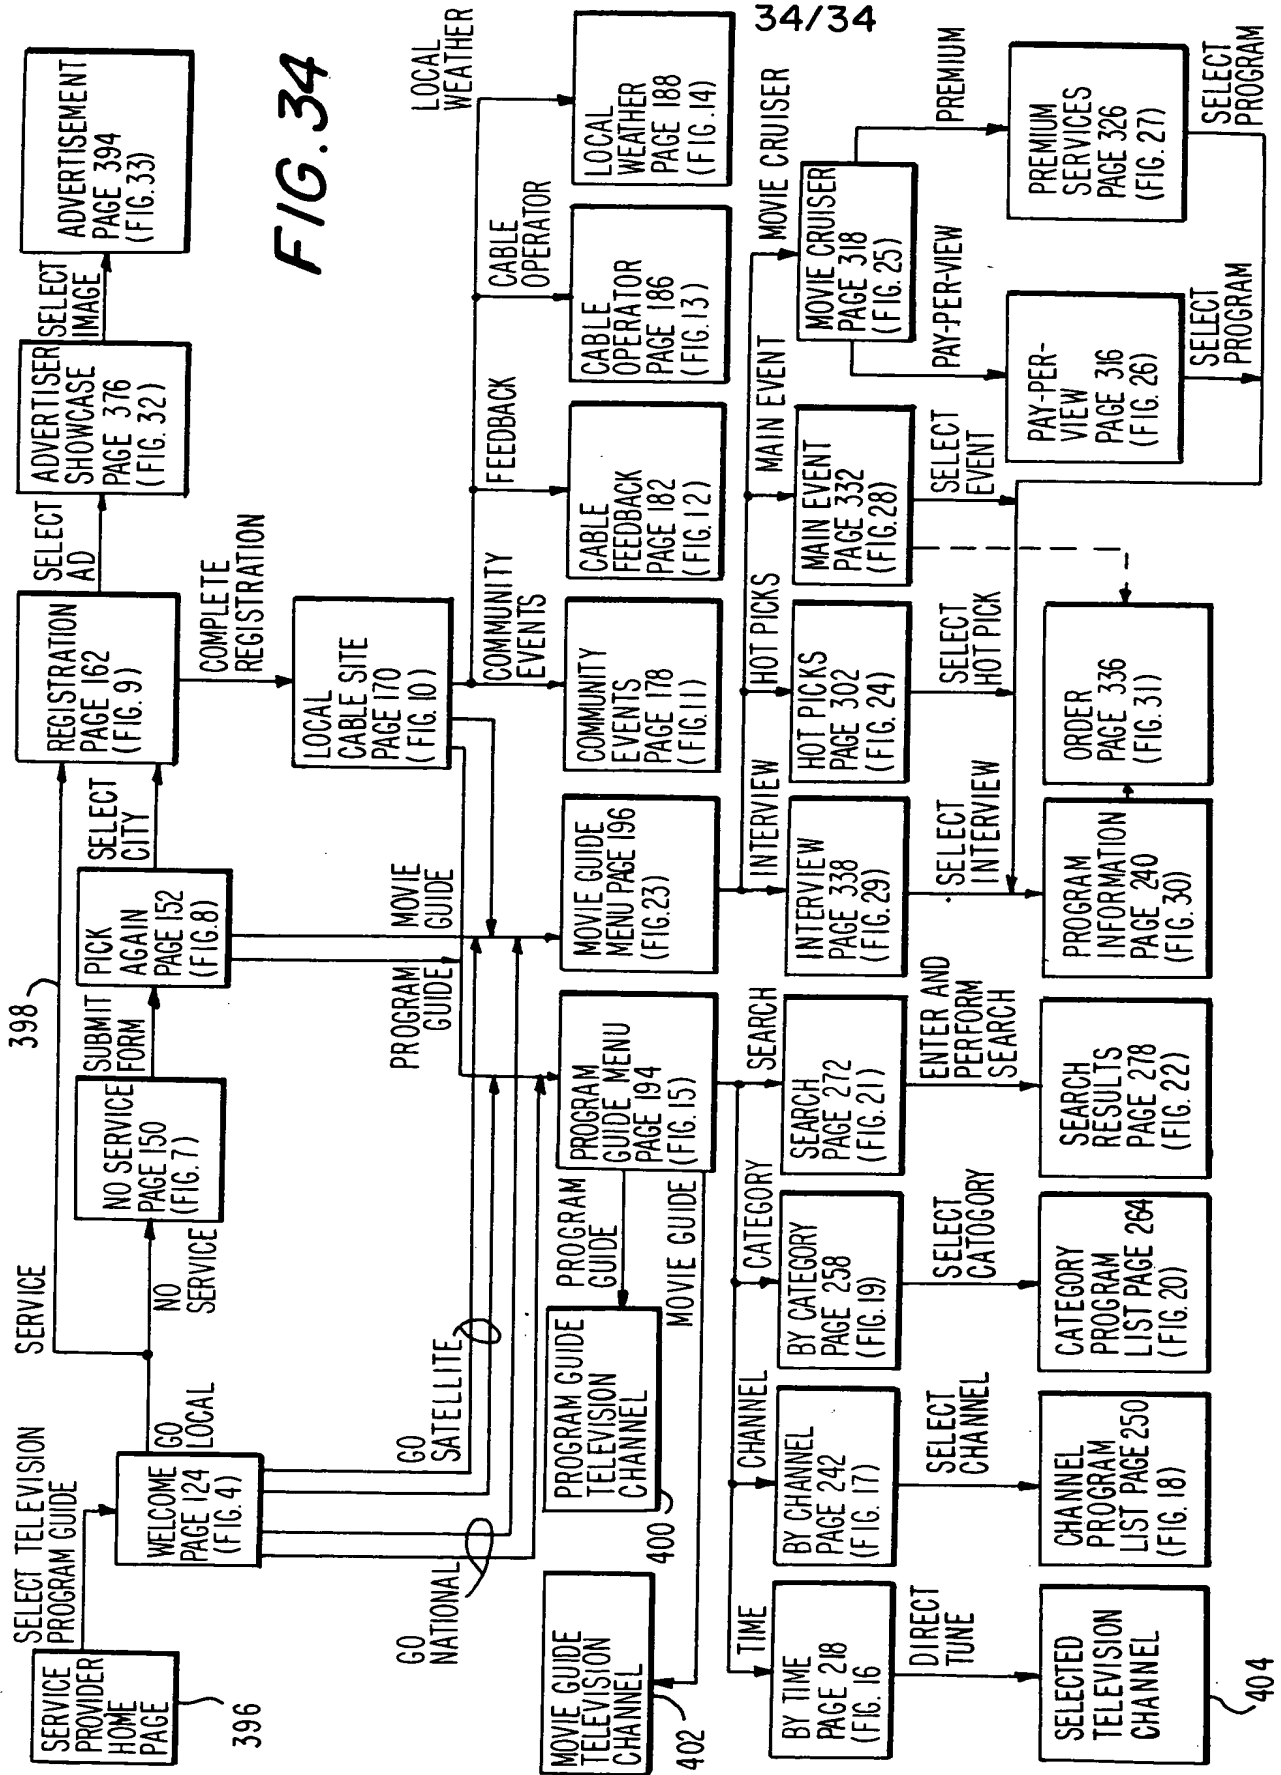 34/34
FIG.34
SERVICE
PROVIDER
HOME
PAGE
396
SELECT TELEVISION
PROGRAM GUIDE
WELCOME
PAGE 124
(FIG. 4)
GO
LOCAL
SERVICE
NO
SERVICE
398
NO SERVICE
PAGE 150
(FIG. 7)
SUBMIT
FORM
PICK
AGAIN
PAGE 152
(FIG.8)
SELECT
CITY
REGISTRATION
PAGE 162
(FIG. 9)
SELECT
AD
ADVERTISER
SHOWCASE
PAGE 376
(FIG. 32)
SELECT
IMAGE
ADVERTISEMENT
PAGE 394
(FIG.33)
COMPLETE
REGISTRATION
LOCAL
CABLE SITE
PAGE 170
(FIG. 10)
GO
NATIONAL
GO
SATELLITE
PROGRAM
GUIDE
MOVIE
GUIDE
COMMUNITY
EVENTS
FEEDBACK
CABLE
OPERATOR
LOCAL
WEATHER
MOVIE GUIDE
TELEVISION
CHANNEL
402
PROGRAM GUIDE
TELEVISION
CHANNEL
400
PROGRAM
GUIDE
MOVIE GUIDE
PROGRAM
GUIDE MENU
PAGE 194
(FIG. 15)
MOVIE GUIDE
MENU PAGE 196
(FIG.23)
COMMUNITY
EVENTS
PAGE 178
(FIG.11)
CABLE
FEEDBACK
PAGE 182
(FIG.12)
CABLE
OPERATOR
PAGE 186
(FIG.13)
LOCAL
WEATHER
PAGE 188
(FIG.14)
TIME
CHANNEL
CATEGORY
SEARCH
INTERVIEW
HOT PICKS
MAIN EVENT
MOVIE CRUISER
BY TIME
PAGE 218
(FIG. 16
BY CHANNEL
PAGE 242
(FIG. 17)
BY CATEGORY
PAGE 258
(FIG.19)
SEARCH
PAGE 272
(FIG. 21)
INTERVIEW
PAGE 338
(FIG.29)
HOT PICKS
PAGE 302
(FIG. 24)
MAIN EVENT
PAGE 332
(FIG.28)
MOVIE CRUISER
PAGE 318
(FIG.25)
DIRECT
TUNE
SELECT
CHANNEL
SELECT
CATOGORY
ENTER AND
PERFORM
SEARCH
SELECT
INTERVIEW
SELECT
HOT PICK
SELECT
EVENT
PAY-PER-VIEW
PREMIUM
SELECTED
TELEVISION
CHANNEL
404
CHANNEL
PROGRAM
LIST PAGE 250
(FIG. 18)
CATEGORY
PROGRAM
LIST PAGE 264
(FIG. 20)
SEARCH
RESULTS
PAGE 278
(FIG. 22)
PROGRAM
INFORMATION
PAGE 240
(FIG. 30)
ORDER
PAGE 336
(FIG. 31)
PAY-PER-
VIEW
PAGE 316
(FIG. 26)
PREMIUM
SERVICES
PAGE 326
(FIG. 27)
SELECT
PROGRAM
SELECT
PROGRAM